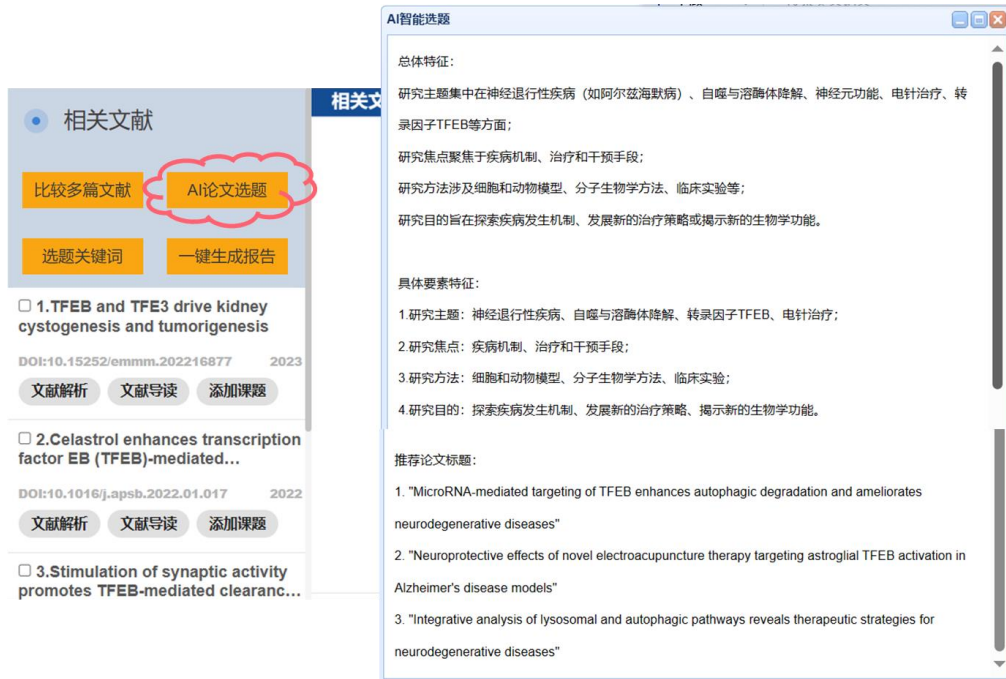 相关文献
比较多篇文献
AI论文选题
选题关键词
一键生成报告
1.TFEB and TFE3 drive kidney
cystogenesis and tumorigenesis
DOI:10.15252/emmm.202216877 2023
文献解析 文献导读 添加课题
2.Celastrol enhances transcription
factor EB (TFEB)-mediated...
DOI:10.1016/j.apsb.2022.01.017 2022
文献解析 文献导读 添加课题
3.Stimulation of synaptic activity
promotes TFEB-mediated clearanc...
相关文
AI智能选题
总体特征：
研究主题集中在神经退行性疾病（如阿尔兹海默病）、自噬与溶酶体降解、神经元功能、电针治疗、转
录因子TFEB等方面；
研究焦点聚焦于疾病机制、治疗和干预手段；
研究方法涉及细胞和动物模型、分子生物学方法、临床实验等；
研究目的旨在探索疾病发生机制、发展新的治疗策略或揭示新的生物学功能。
具体要素特征：
1.研究主题：神经退行性疾病、自噬与溶酶体降解、转录因子TFEB、电针治疗；
2.研究焦点：疾病机制、治疗和干预手段；
3.研究方法：细胞和动物模型、分子生物学方法、临床实验；
4.研究目的：探索疾病发生机制、发展新的治疗策略、揭示新的生物学功能。
推荐论文标题：
1. "MicroRNA-mediated targeting of TFEB enhances autophagic degradation and ameliorates
neurodegenerative diseases"
2. "Neuroprotective effects of novel electroacupuncture therapy targeting astroglial TFEB activation in
Alzheimer's disease models"
3. "Integrative analysis of lysosomal and autophagic pathways reveals therapeutic strategies for
neurodegenerative diseases"